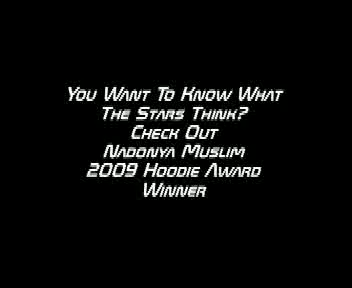 You Want To Know What
The Stars Think?
Check Out
Nadonya Muslim
2009 Hoodie Award
Winner